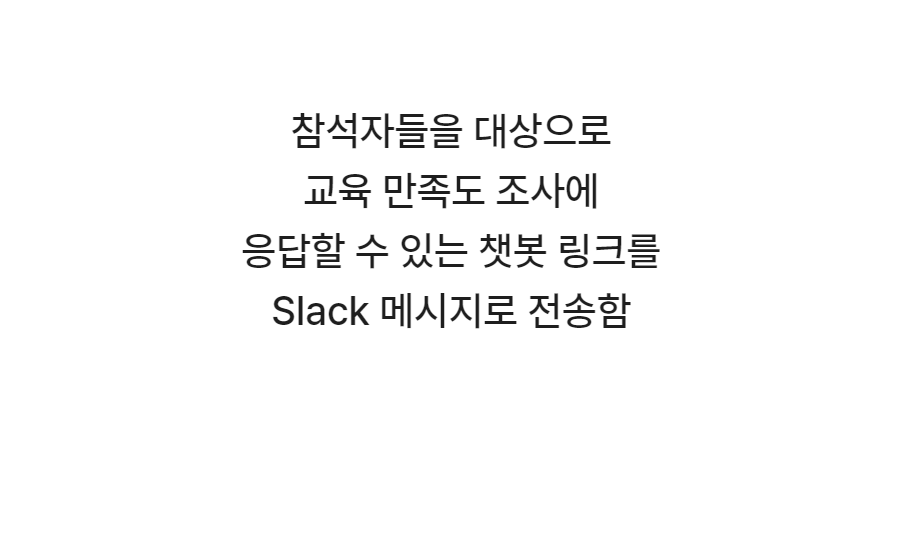 참석자들을 대상으로
교육 만족도 조사에
응답할 수 있는 챗봇 링크를
Slack 메시지로 전송함